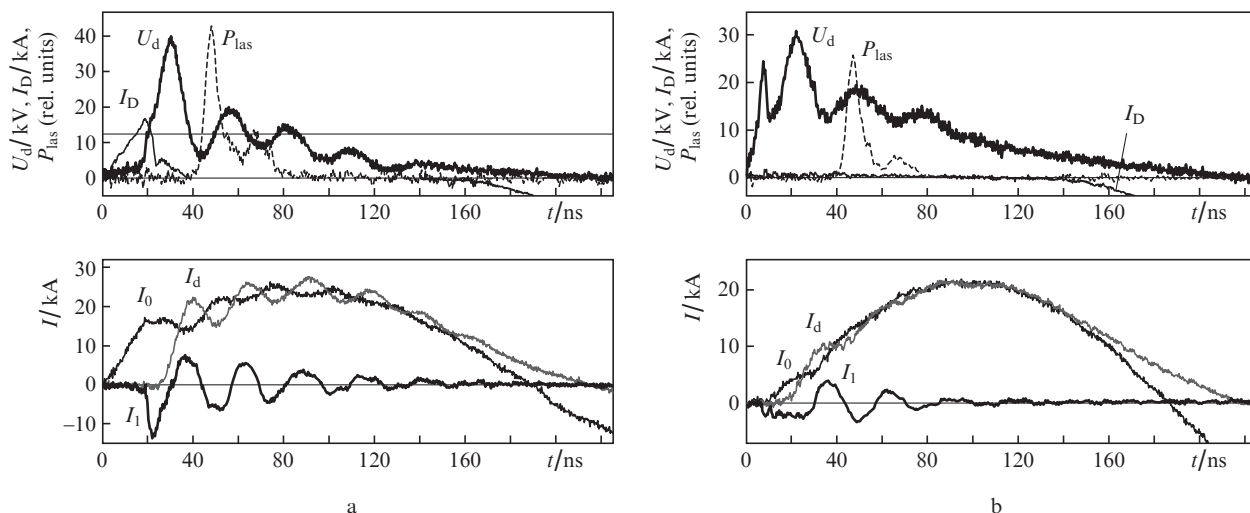 U_d/kV, I_D/kA,
P_las (rel. units)
40
30
20
10
0
U_d
P_las
I_D
0 40 80 120 160 t/ns
U_d/kV, I_D/kA,
P_las (rel. units)
30
20
10
0
U_d
P_las
I_D
0 40 80 120 160 t/ns
I/kA
30
20
10
0
–10
I_0
I_d
I_1
0 40 80 120 160 t/ns
a
I/kA
20
10
0
I_d
I_0
I_1
0 40 80 120 160 t/ns
b